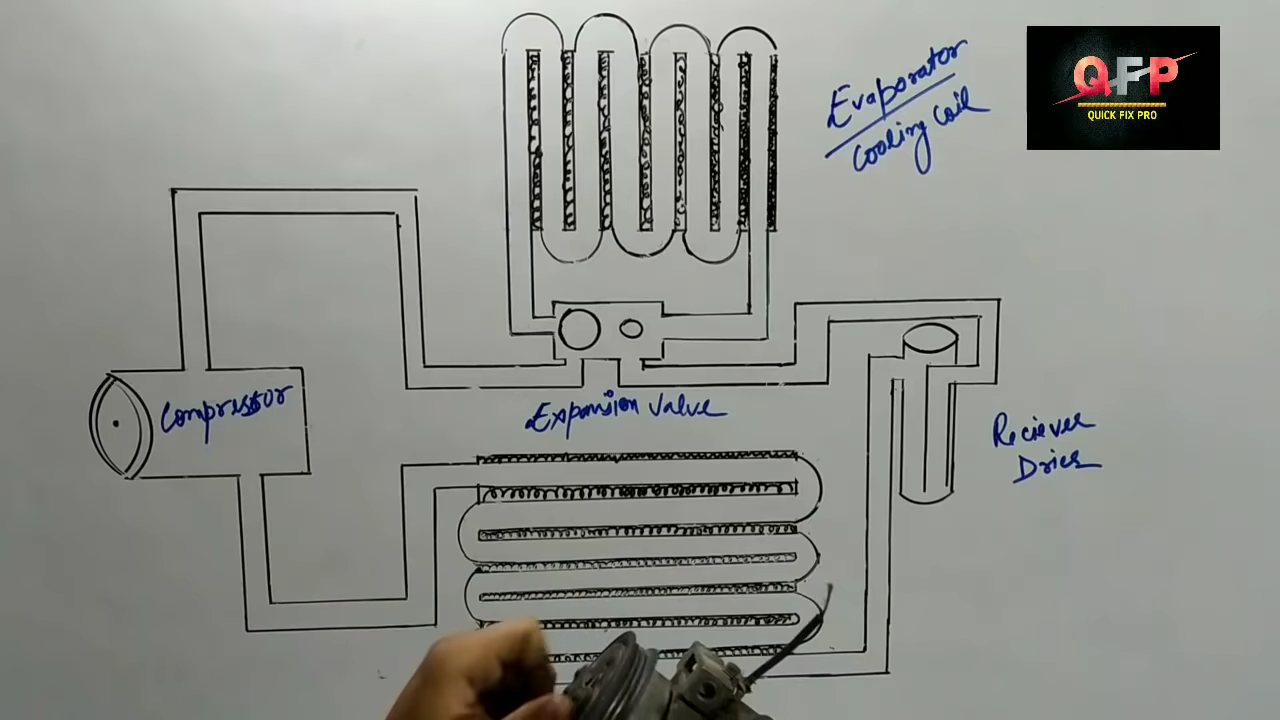 Evaporator
Cooling Coil
QFP
QUICK FIX PRO
Compressor
Expansion Valve
Reciever
Drier